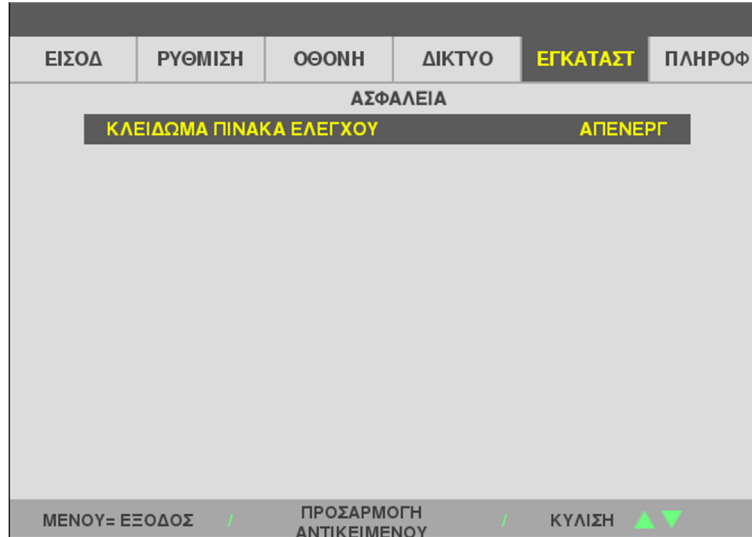 ΕΙΣΟΔ ΡΥΘΜΙΣΗ ΟΘΟΝΗ ΔΙΚΤΥΟ ΕΓΚΑΤΑΣΤ ΠΛΗΡΟΦ
ΑΣΦΑΛΕΙΑ
ΚΛΕΙΔΩΜΑ ΠΙΝΑΚΑ ΕΛΕΓΧΟΥ ΑΠΕΝΕΡΓ
ΜΕΝΟΥ= ΕΞΟΔΟΣ / ΠΡΟΣΑΡΜΟΓΗ / ΚΥΛΙΣΗ
ΑΝΤΙΚΕΙΜΕΝΟΥ